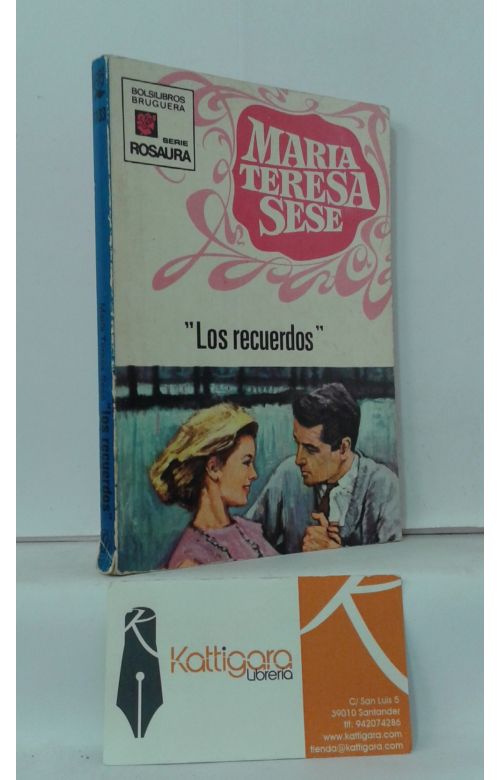 BOLSILIBROS
BRUGUERA
SERIE
ROSAURA
MARIA
TERESA
SESE
"Los recuerdos"
"los recuerdos"
K
Kattigara
Librería
C/ San Luis 5
39010 Santander
tlf: 942074286
www.kattigara.com
tienda@kattigara.com